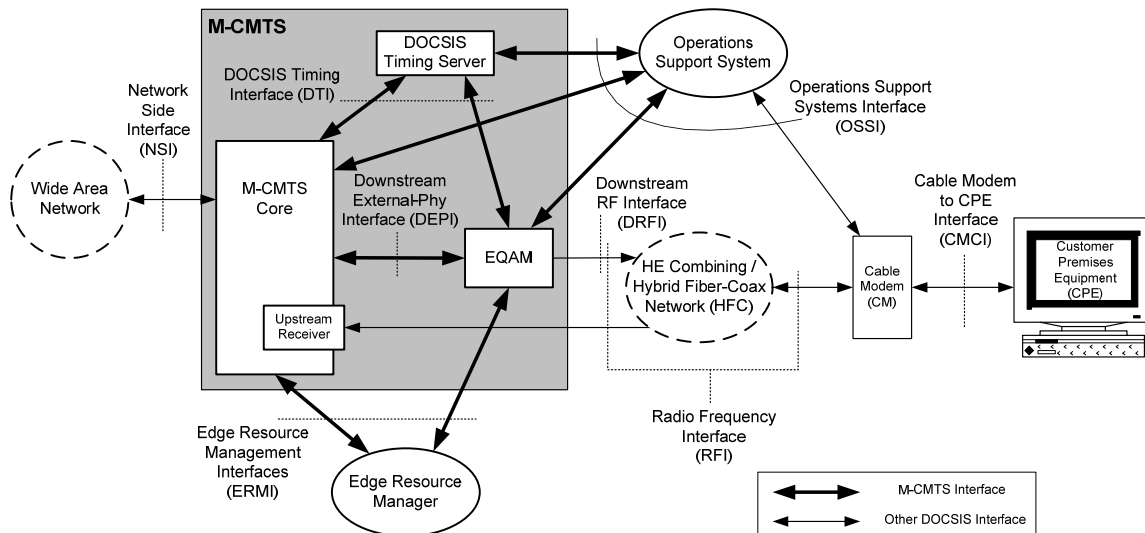 M-CMTS
DOCSIS
Timing Server
Operations
Support System
DOCSIS Timing
Interface (DTI)
Network
Side
Interface
(NSI)
Operations Support
Systems Interface
(OSSI)
Wide Area
Network
M-CMTS
Core
Downstream
External-Phy
Interface (DEPI)
EQAM
Downstream
RF Interface
(DRFI)
Cable Modem
to CPE
Interface
(CMCI)
HE Combining /
Hybrid Fiber-Coax
Network (HFC)
Cable
Modem
(CM)
Customer
Premises
Equipment
(CPE)
Upstream
Receiver
Radio Frequency
Interface
(RFI)
Edge Resource
Management
Interfaces
(ERMI)
Edge Resource
Manager
M-CMTS Interface
Other DOCSIS Interface